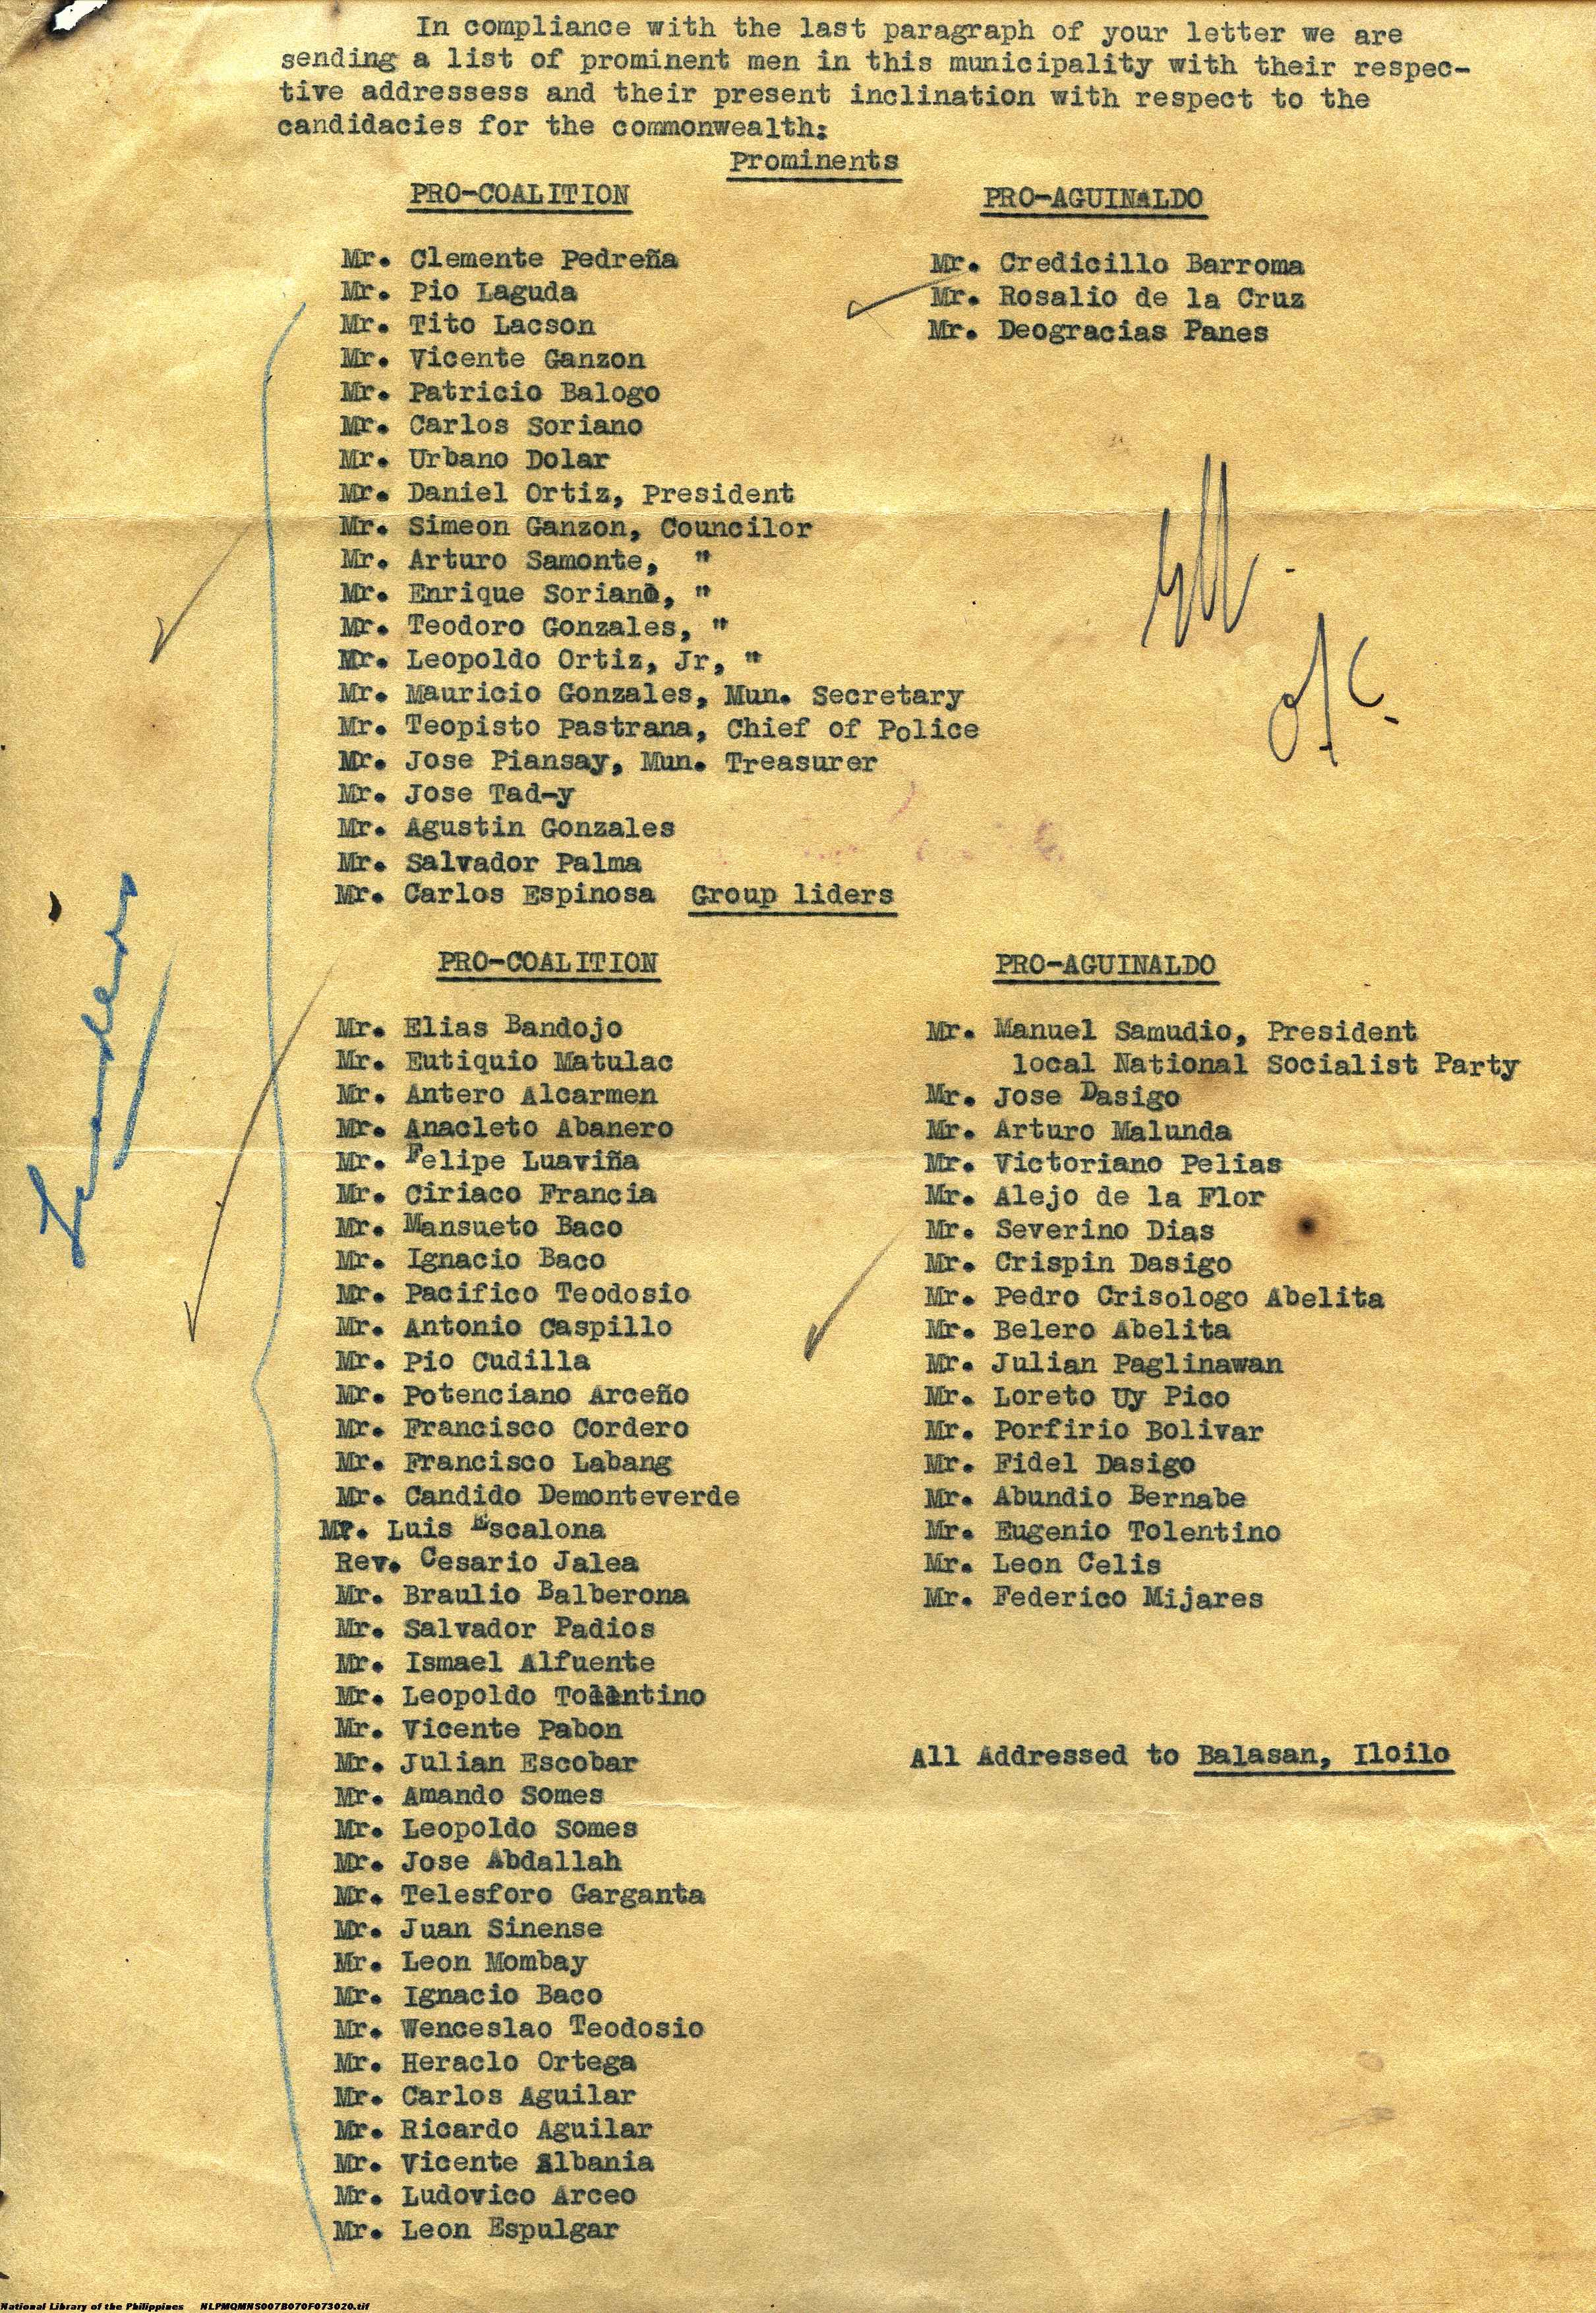 In compliance with the last paragraph of your letter we are
sending a list of prominent men in this municipality with their respec-
tive addressess and their present inclination with respect to the
candidacies for the commonwealth:
Prominents
PRO-COALITION
Mr. Clemente Pedreña
Mr. Pio Laguda
Mr. Tito Lacson
Mr. Vicente Ganzon
Mr. Patricio Balogo
Mr. Carlos Soriano
Mr. Urbano Dolar
Mr. Daniel Ortiz, President
Mr. Simeon Ganzon, Councilor
Mr. Arturo Samonte, "
Mr. Enrique Soriano, "
Mr. Teodoro Gonzales, "
Mr. Leopoldo Ortiz, Jr, "
Mr. Mauricio Gonzales, Mun. Secretary
Mr. Teopisto Pastrana, Chief of Police
Mr. Jose Piansay, Mun. Treasurer
Mr. Jose Tad-y
Mr. Agustin Gonzales
Mr. Salvador Palma
Mr. Carlos Espinosa
PRO-AGUINALDO
Mr. Credicillo Barroma
Mr. Rosalio de la Cruz
Mr. Deogracias Panes
Group liders
PRO-COALITION
Mr. Elias Bandojo
Mr. Eutiquio Matulac
Mr. Antero Alcarmen
Mr. Anacleto Abanero
Mr. Felipe Luaviña
Mr. Ciriaco Francia
Mr. Mansueto Baco
Mr. Ignacio Baco
Mr. Pacifico Teodosio
Mr. Antonio Caspillo
Mr. Pio Cudilla
Mr. Potenciano Arceño
Mr. Francisco Cordero
Mr. Francisco Labang
Mr. Candido Demonteverde
Mr. Luis Escalona
Rev. Cesario Jalea
Mr. Braulio Balberona
Mr. Salvador Padios
Mr. Ismael Alfuente
Mr. Leopoldo Tolentino
Mr. Vicente Pabon
Mr. Julian Escobar
Mr. Amando Somes
Mr. Leopoldo Somes
Mr. Jose Abdallah
Mr. Telesforo Garganta
Mr. Juan Sinense
Mr. Leon Mombay
Mr. Ignacio Baco
Mr. Wenceslao Teodosio
Mr. Heraclo Ortega
Mr. Carlos Aguilar
Mr. Ricardo Aguilar
Mr. Vicente Albania
Mr. Ludovico Arceo
Mr. Leon Espulgar
PRO-AGUINALDO
Mr. Manuel Samudio, President
local National Socialist Party
Mr. Jose Dasigo
Mr. Arturo Malunda
Mr. Victoriano Pelias
Mr. Alejo de la Flor
Mr. Severino Dias
Mr. Crispin Dasigo
Mr. Pedro Crisologo Abelita
Mr. Belero Abelita
Mr. Julian Paglinawan
Mr. Loreto Uy Pico
Mr. Porfirio Bolivar
Mr. Fidel Dasigo
Mr. Abundio Bernabe
Mr. Eugenio Tolentino
Mr. Leon Celis
Mr. Federico Mijares
All Addressed to Balasan, Iloilo
National Library of the Philippines NLPMQMNS007B070F073020.tif